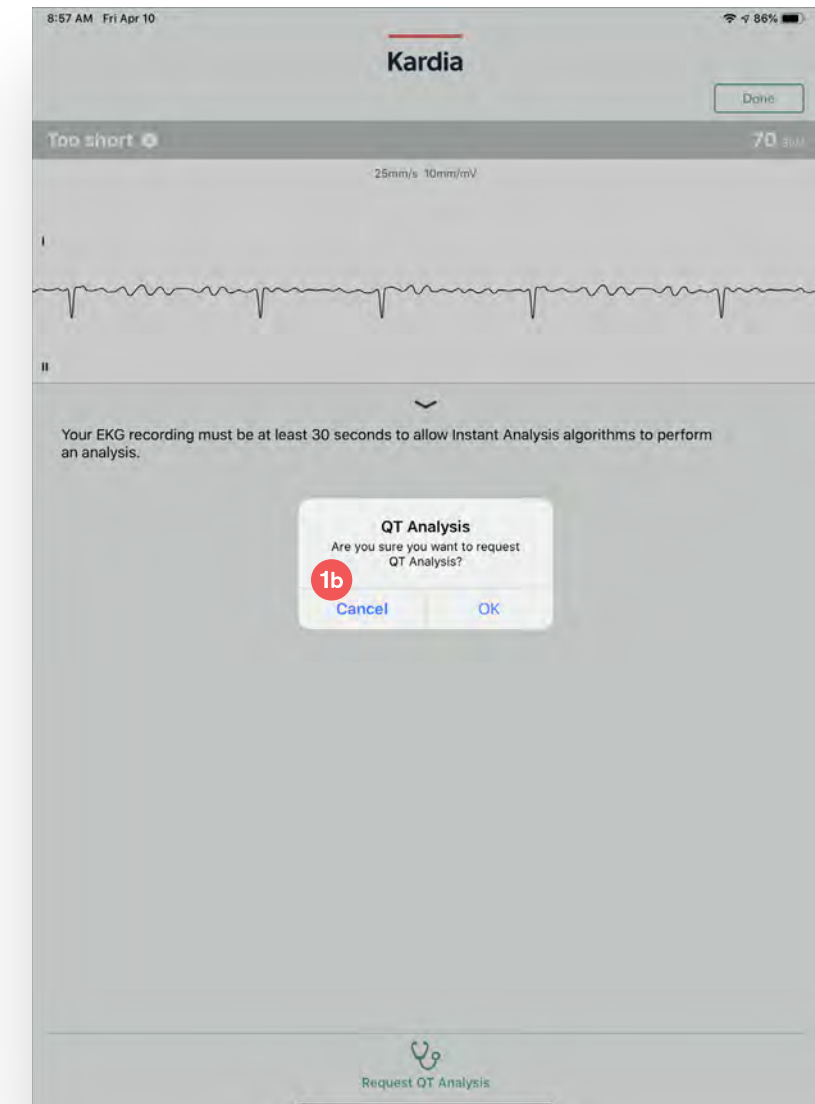 8:57 AM Fri Apr 10
86%
Kardia
Done
Too short
70 BPM
25mm/s 10mm/mV
I
II
Your EKG recording must be at least 30 seconds to allow Instant Analysis algorithms to perform
an analysis.
QT Analysis
Are you sure you want to request
QT Analysis?
1b
Cancel OK
Request QT Analysis